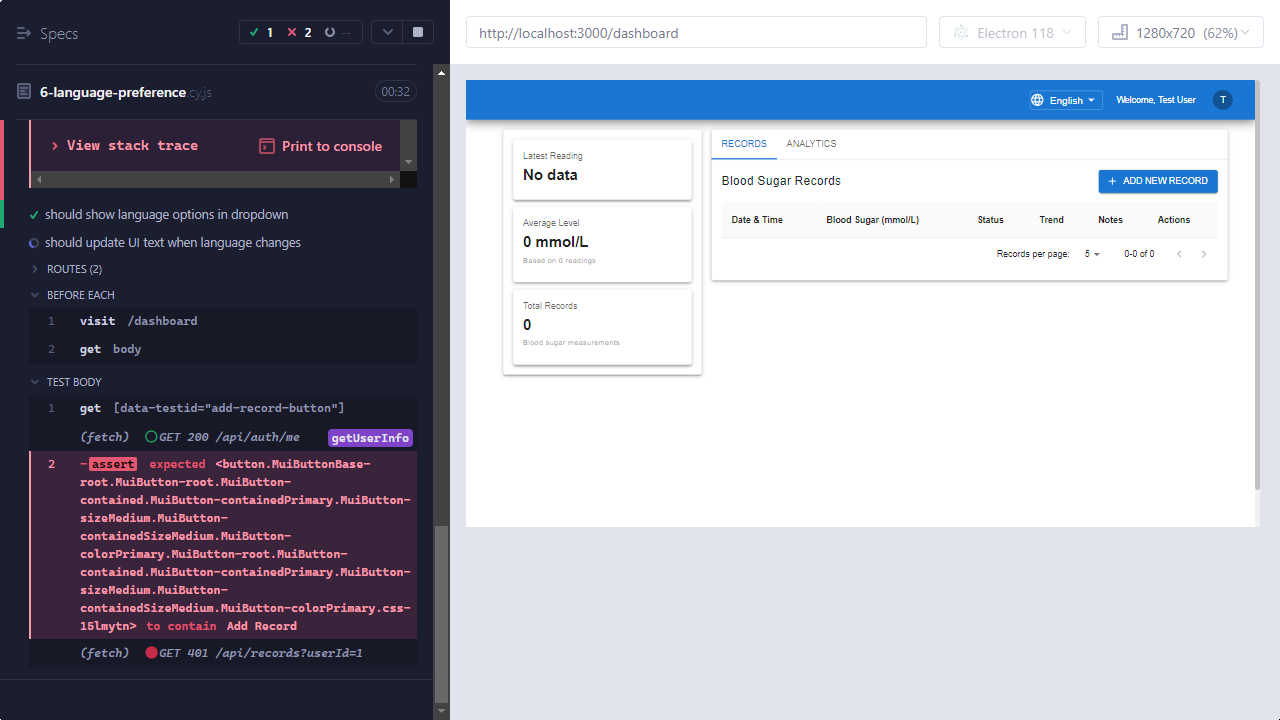 Specs
1
2
--
6-language-preference.cy.js
00:32
View stack trace
Print to console
should show language options in dropdown
should update UI text when language changes
ROUTES (2)
BEFORE EACH
1 visit /dashboard
2 get body
TEST BODY
1 get [data-testid="add-record-button"]
(fetch) GET 200 /api/auth/me getUserInfo
2 -assert expected <button.MuiButtonBase-
root.MuiButton-root.MuiButton-
contained.MuiButton-containedPrimary.MuiButton-
sizeMedium.MuiButton-
containedSizeMedium.MuiButton-
colorPrimary.MuiButton-root.MuiButton-
contained.MuiButton-containedPrimary.MuiButton-
sizeMedium.MuiButton-
containedSizeMedium.MuiButton-colorPrimary.css-
15lmytn> to contain Add Record
(fetch) GET 401 /api/records?userId=1
http://localhost:3000/dashboard
Electron 118
1280x720 (62%)
English
Welcome, Test User
T
Latest Reading
No data
Average Level
0 mmol/L
Based on 0 readings
Total Records
0
Blood sugar measurements
RECORDS
ANALYTICS
Blood Sugar Records
+ ADD NEW RECORD
Date & Time
Blood Sugar (mmol/L)
Status
Trend
Notes
Actions
Records per page:
5
0-0 of 0